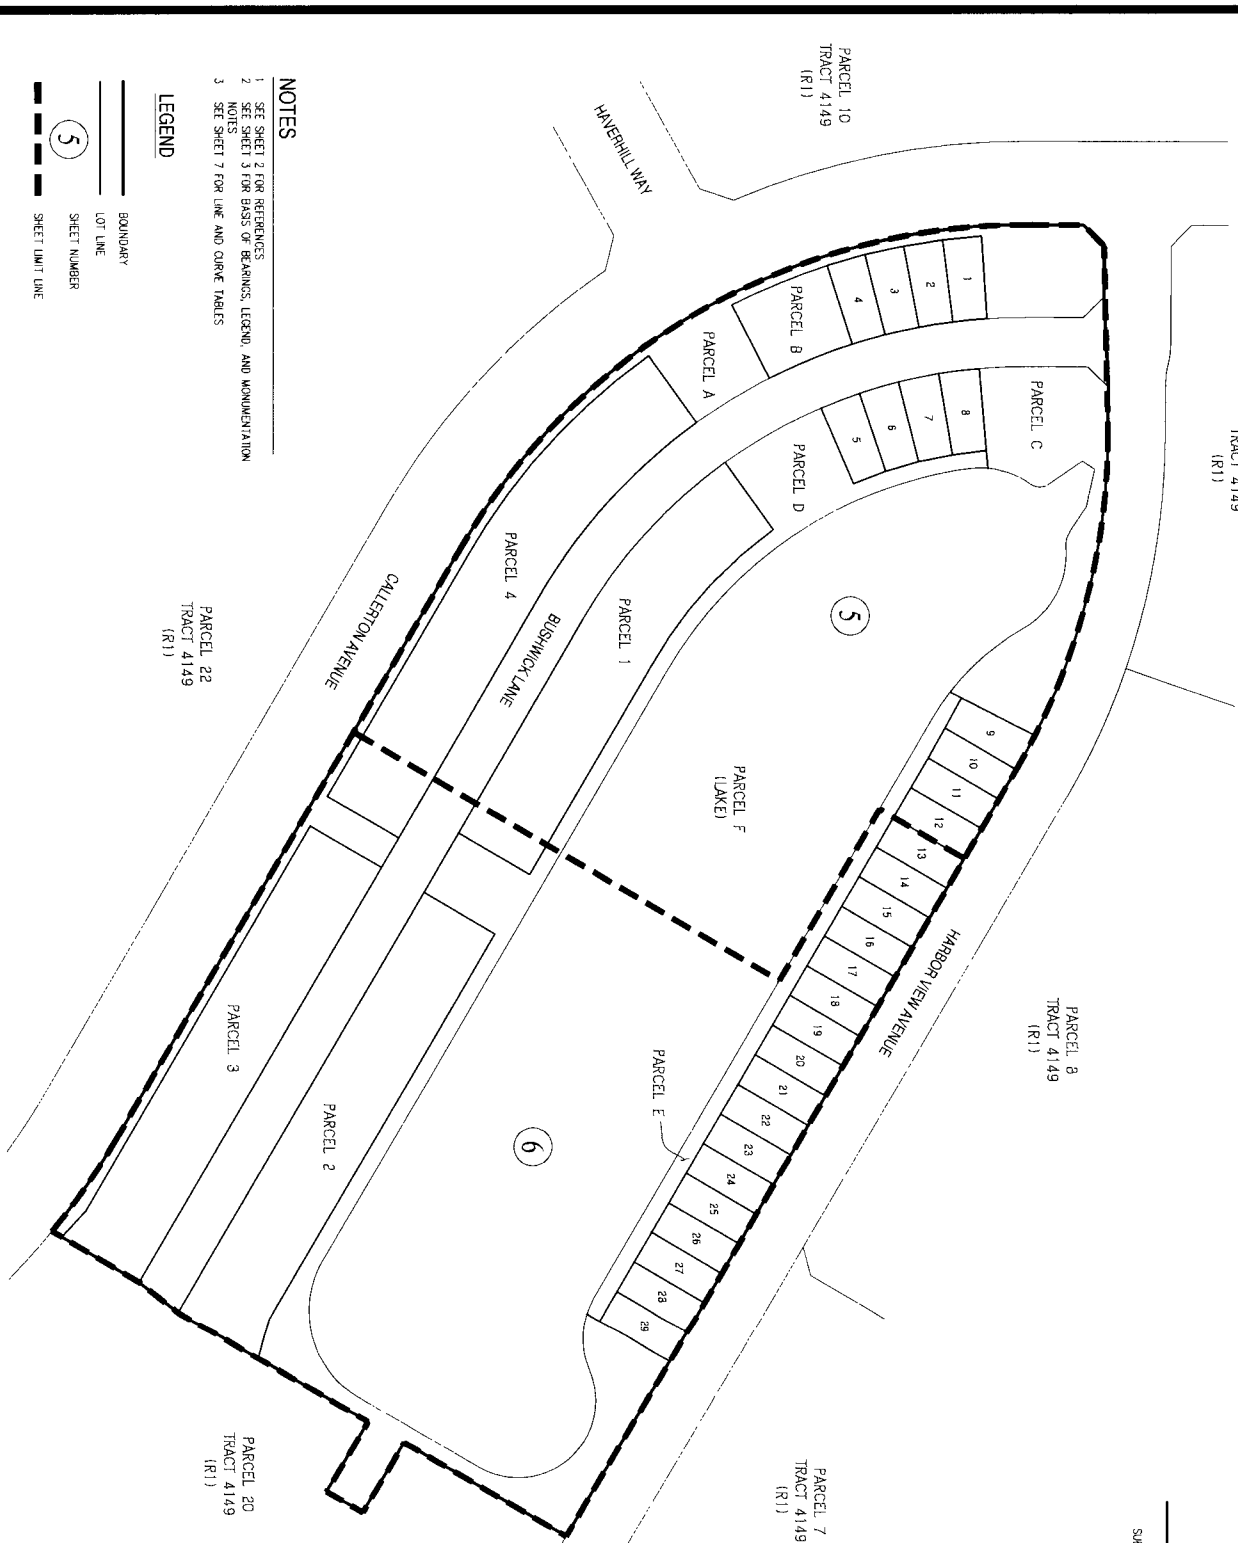 NOTES
1 SEE SHEET 2 FOR REFERENCES
2 SEE SHEET 3 FOR BASIS OF BEARINGS, LEGEND, AND MONUMENTATION
NOTES
3 SEE SHEET 7 FOR LINE AND CURVE TABLES
LEGEND
BOUNDARY
LOT LINE
5
SHEET NUMBER
SHEET LIMIT LINE
PARCEL 10
TRACT 4149
(R1)
HAVERHILL WAY
TRACT 4149
(R1)
1
2
3
4
PARCEL B
PARCEL A
PARCEL C
8
7
6
5
PARCEL D
PARCEL 4
PARCEL 1
BUSHWICK LANE
CALLERTON AVENUE
PARCEL 22
TRACT 4149
(R1)
5
PARCEL F
(LAKE)
9
10
11
12
13
14
15
16
17
18
19
20
21
22
23
24
25
26
27
28
29
HARBOR VIEW AVENUE
PARCEL 8
TRACT 4149
(R1)
PARCEL E
6
PARCEL 3
PARCEL 2
PARCEL 20
TRACT 4149
(R1)
PARCEL 7
TRACT 4149
(R1)